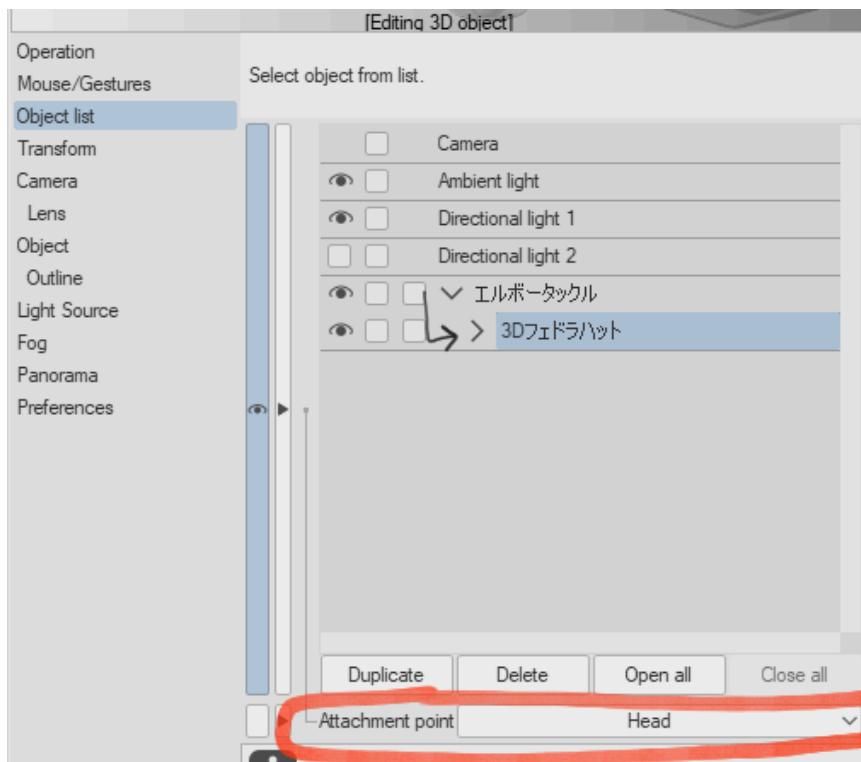 [Editing 3D object]
Operation
Mouse/Gestures
Object list
Transform
Camera
Lens
Object
Outline
Light Source
Fog
Panorama
Preferences
Select object from list.
Camera
Ambient light
Directional light 1
Directional light 2
エルボータックル
3Dフェドラハット
Duplicate Delete Open all Close all
Attachment point Head